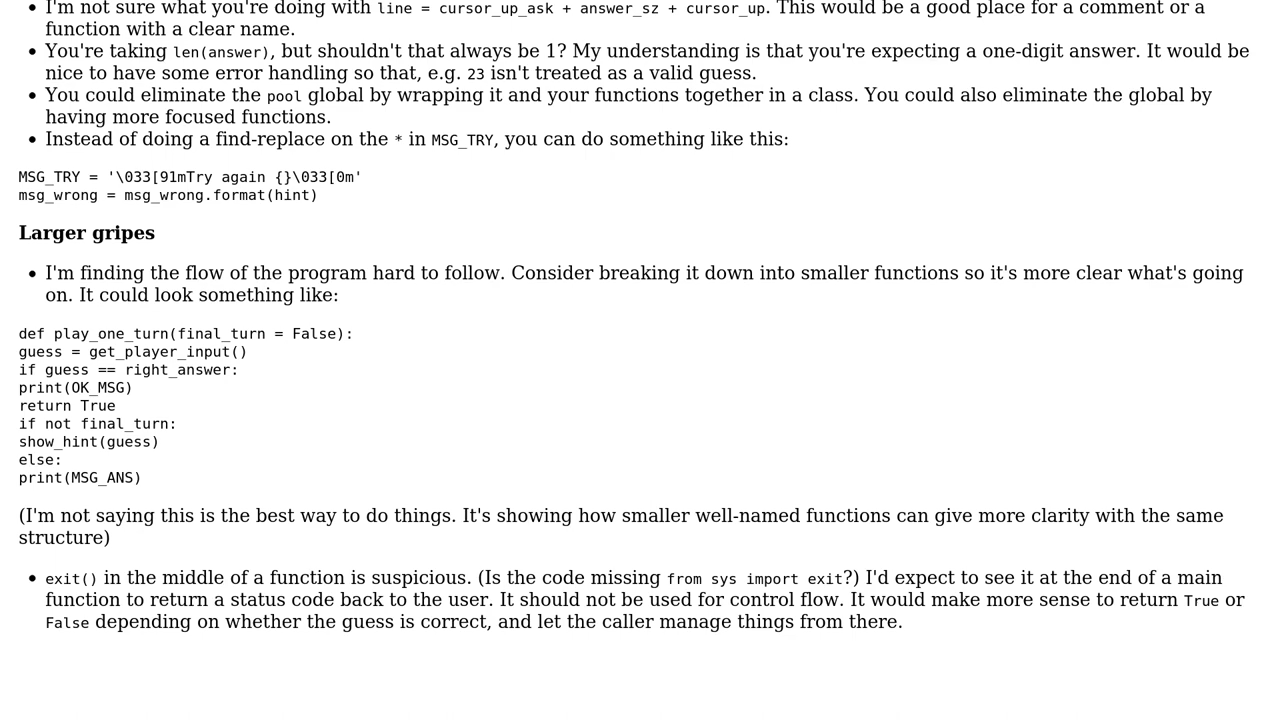 • I'm not sure what you're doing with line = cursor_up_ask + answer_sz + cursor_up. This would be a good place for a comment or a
function with a clear name.
• You're taking len(answer), but shouldn't that always be 1? My understanding is that you're expecting a one-digit answer. It would be
nice to have some error handling so that, e.g. 23 isn't treated as a valid guess.
• You could eliminate the pool global by wrapping it and your functions together in a class. You could also eliminate the global by
having more focused functions.
• Instead of doing a find-replace on the * in MSG_TRY, you can do something like this:
MSG_TRY = '\033[91mTry again {}\033[0m'
msg_wrong = msg_wrong.format(hint)
Larger gripes
• I'm finding the flow of the program hard to follow. Consider breaking it down into smaller functions so it's more clear what's going
on. It could look something like:
def play_one_turn(final_turn = False):
guess = get_player_input()
if guess == right_answer:
print(OK_MSG)
return True
if not final_turn:
show_hint(guess)
else:
print(MSG_ANS)
(I'm not saying this is the best way to do things. It's showing how smaller well-named functions can give more clarity with the same
structure)
• exit() in the middle of a function is suspicious. (Is the code missing from sys import exit?) I'd expect to see it at the end of a main
function to return a status code back to the user. It should not be used for control flow. It would make more sense to return True or
False depending on whether the guess is correct, and let the caller manage things from there.